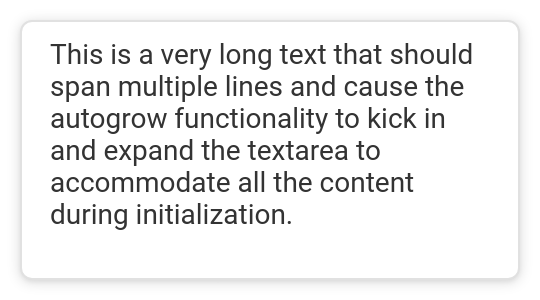 This is a very long text that should
span multiple lines and cause the
autogrow functionality to kick in
and expand the textarea to
accommodate all the content
during initialization.